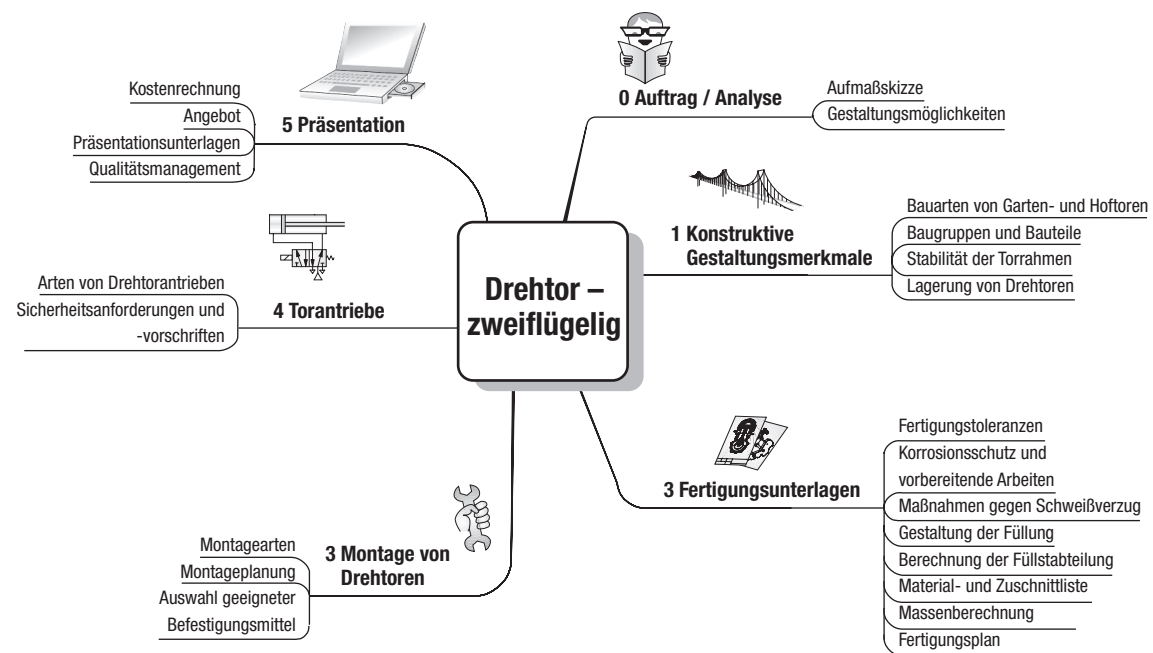 Drehtor –
zweiflügelig
0 Auftrag / Analyse
Aufmaßskizze
Gestaltungsmöglichkeiten
1 Konstruktive
Gestaltungsmerkmale
Bauarten von Garten- und Hoftoren
Baugruppen und Bauteile
Stabilität der Torrahmen
Lagerung von Drehtoren
3 Fertigungsunterlagen
Fertigungstoleranzen
Korrosionsschutz und
vorbereitende Arbeiten
Maßnahmen gegen Schweißverzug
Gestaltung der Füllung
Berechnung der Füllstabteilung
Material- und Zuschnittliste
Massenberechnung
Fertigungsplan
3 Montage von
Drehtoren
Montagearten
Montageplanung
Auswahl geeigneter
Befestigungsmittel
4 Torantriebe
Arten von Drehtorantrieben
Sicherheitsanforderungen und
-vorschriften
5 Präsentation
Kostenrechnung
Angebot
Präsentationsunterlagen
Qualitätsmanagement